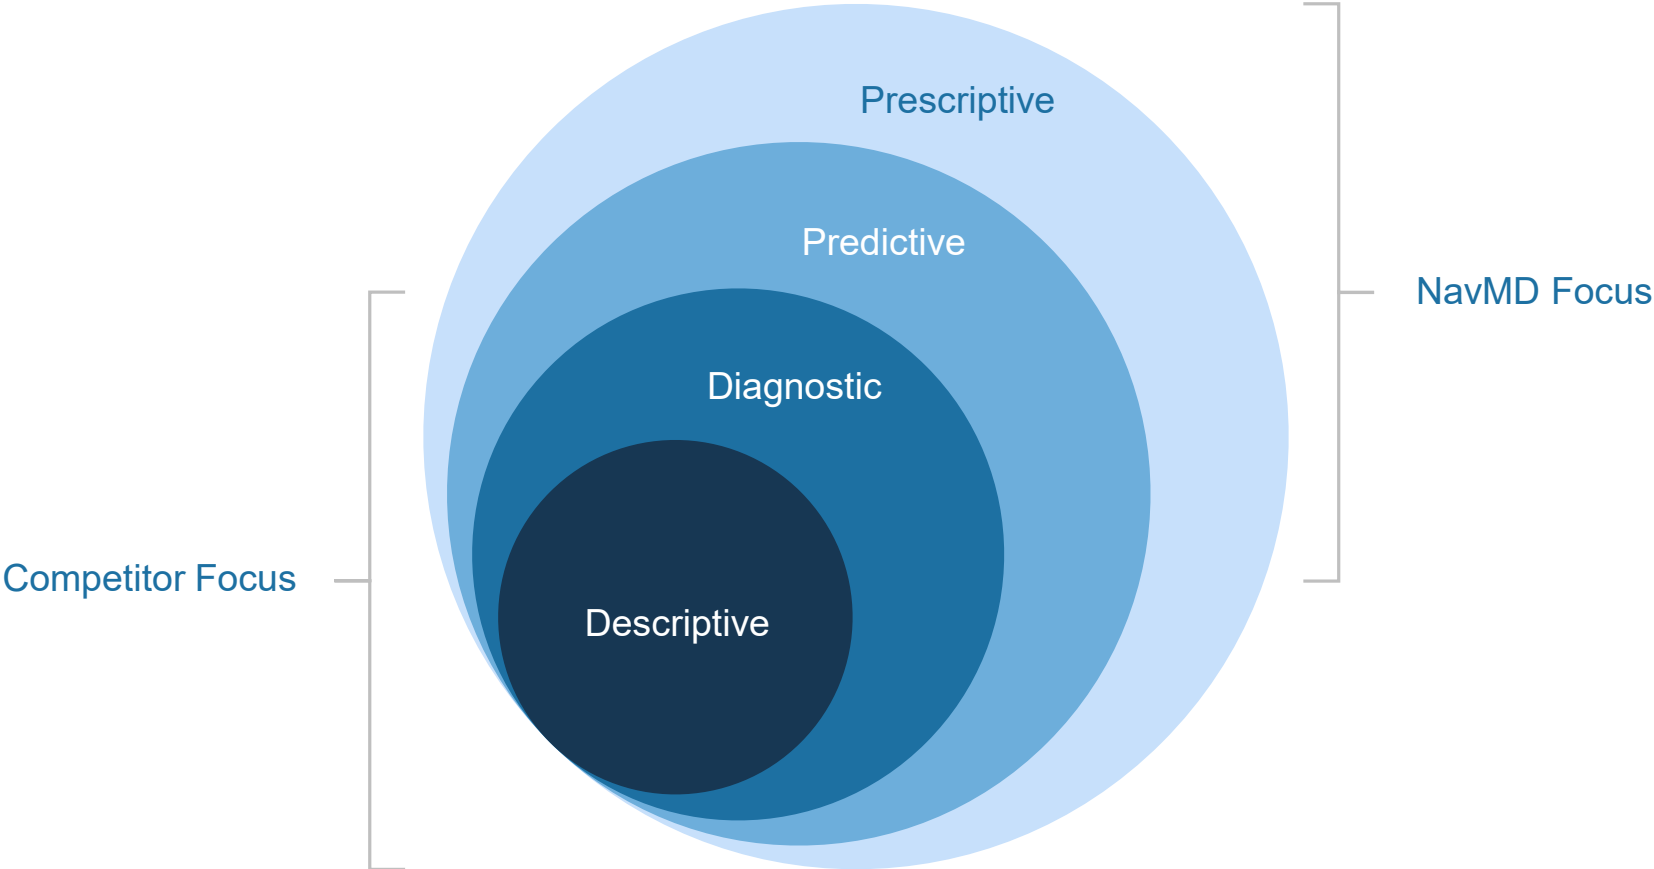 Prescriptive
Predictive
NavMD Focus
Diagnostic
Competitor Focus
Descriptive